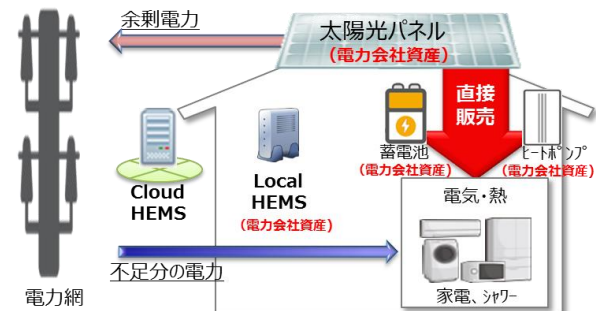 余剰電力
太陽光パネル
(電力会社資産)
直接
販売
蓄電池
(電力会社資産)
ヒートポンプ
(電力会社資産)
Cloud
HEMS
Local
HEMS
(電力会社資産)
電気・熱
家電、シャワー
不足分の電力
電力網